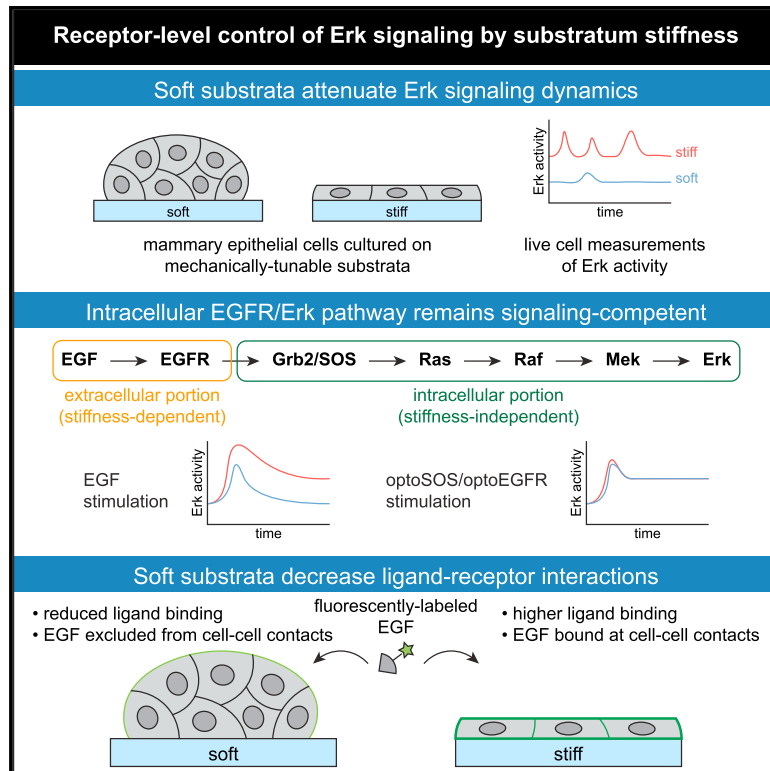 Receptor-level control of Erk signaling by substratum stiffness
Soft substrata attenuate Erk signaling dynamics
soft
stiff
mammary epithelial cells cultured on
mechanically-tunable substrata
Erk activity
stiff
soft
time
live cell measurements
of Erk activity
Intracellular EGFR/Erk pathway remains signaling-competent
EGF
EGFR
Grb2/SOS
Ras
Raf
Mek
Erk
extracellular portion
(stiffness-dependent)
intracellular portion
(stiffness-independent)
EGF
stimulation
Erk activity
time
optoSOS/optoEGFR
stimulation
Erk activity
time
Soft substrata decrease ligand-receptor interactions
• reduced ligand binding
• EGF excluded from cell-cell contacts
fluorescently-labeled
EGF
• higher ligand binding
• EGF bound at cell-cell contacts
soft
stiff